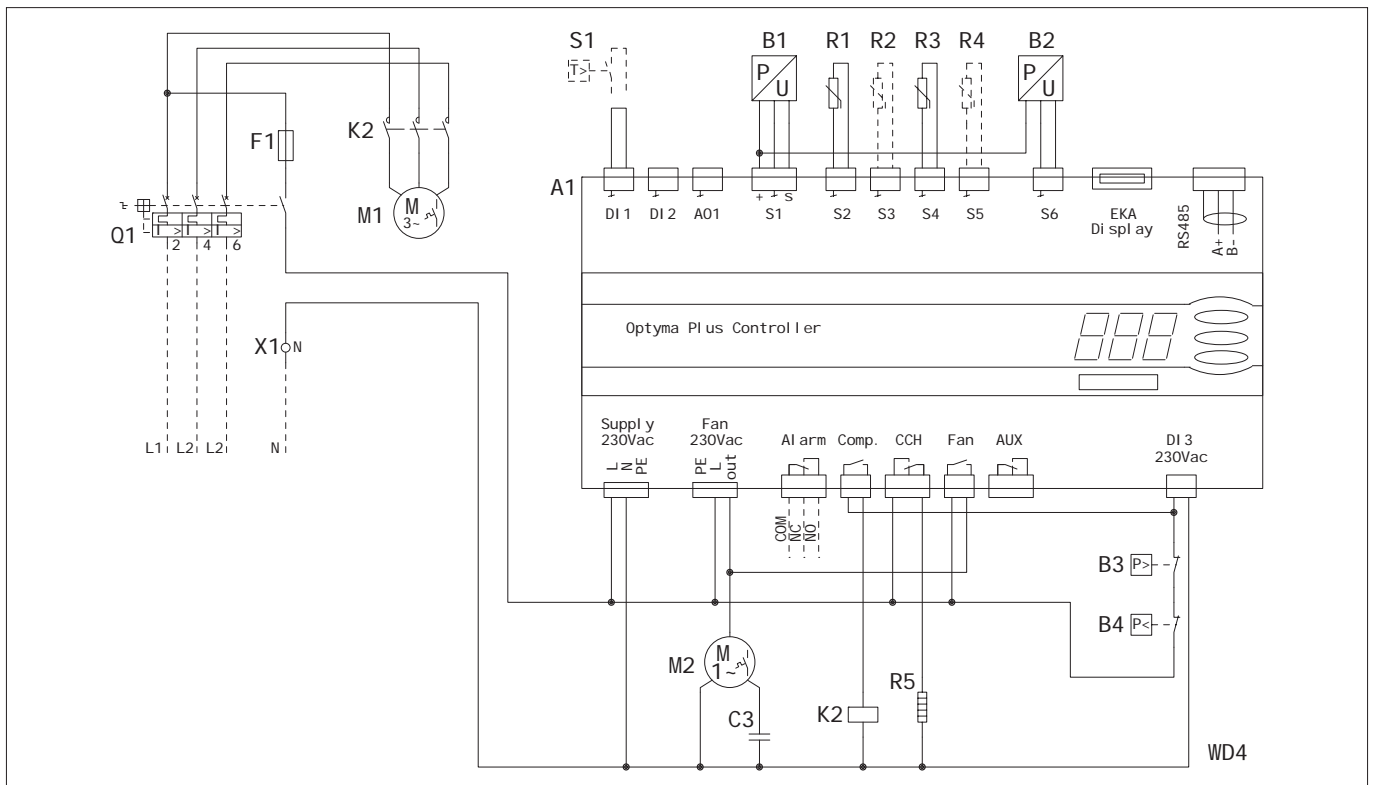 S1
B1
R1
R2
R3
R4
B2
T>
P
U
P
U
F1
K2
A1
M1
M
3~
DI1
DI2
AO1
+
S
S1
S2
S3
S4
S5
S6
EKA
Display
RS485
A+
B-
Q1
I >
I >
I >
2
4
6
Optyma Plus Controller
X1
N
L1
L2
L2
N
Supply
230Vac
Fan
230Vac
Alarm
Comp.
CCH
Fan
AUX
DI3
230Vac
L
N
PE
PE
L
out
COM
NC
NO
B3
P>
B4
P<
M2
M
1~
R5
C3
K2
WD4